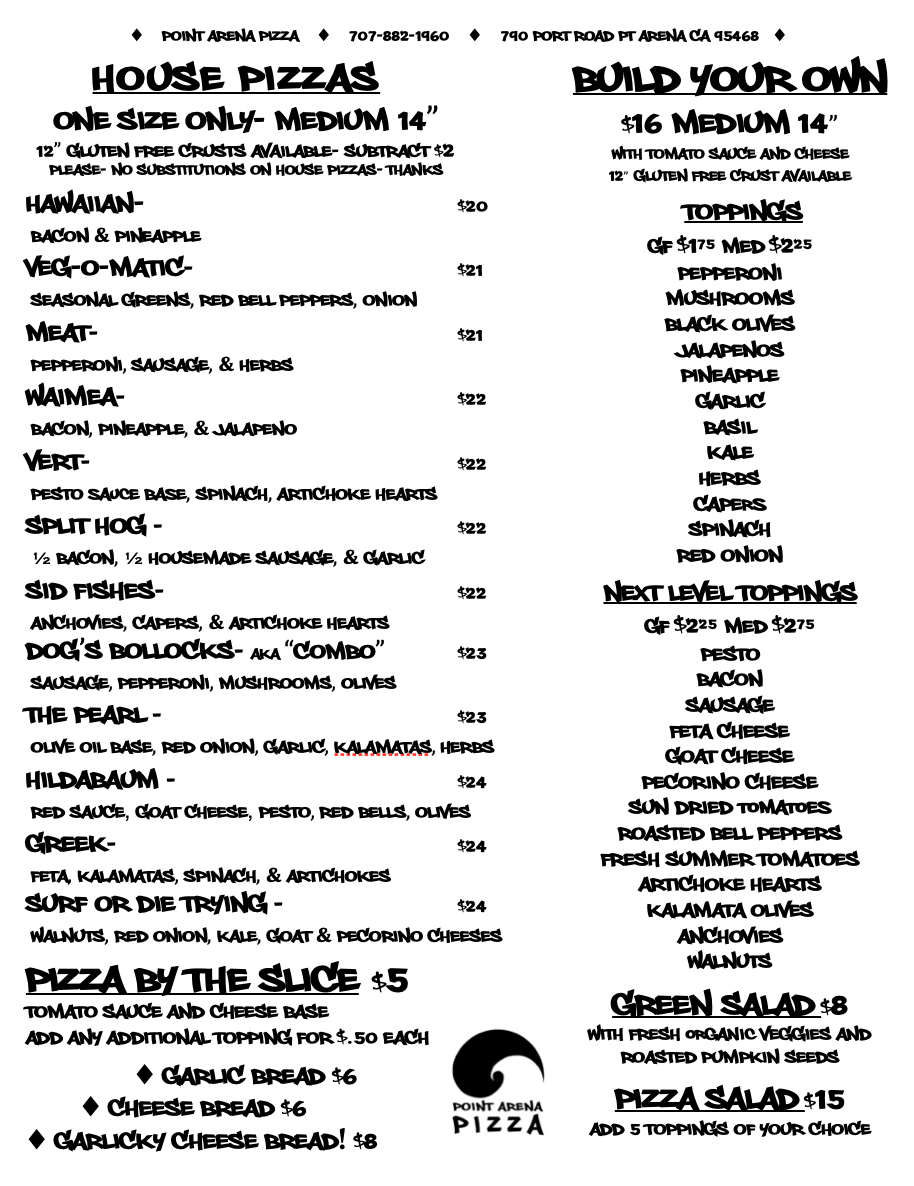 ♦ POINT ARENA PIZZA ♦ 707-882-1960 ♦ 790 PORT ROAD PT ARENA CA 95468 ♦
HOUSE PIZZAS
ONE SIZE ONLY- MEDIUM 14”
12” GLUTEN FREE CRUSTS AVAILABLE- SUBTRACT $2
PLEASE- NO SUBSTITUTIONS ON HOUSE PIZZAS- THANKS
HAWAIIAN- $20
BACON & PINEAPPLE
VEG-O-MATIC- $21
SEASONAL GREENS, RED BELL PEPPERS, ONION
MEAT- $21
PEPPERONI, SAUSAGE, & HERBS
WAIMEA- $22
BACON, PINEAPPLE, & JALAPENO
VERT- $22
PESTO SAUCE BASE, SPINACH, ARTICHOKE HEARTS
SPLIT HOG - $22
½ BACON, ½ HOUSEMADE SAUSAGE, & GARLIC
SID FISHES- $22
ANCHOVIES, CAPERS, & ARTICHOKE HEARTS
DOG’S BOLLOCKS- AKA “COMBO” $23
SAUSAGE, PEPPERONI, MUSHROOMS, OLIVES
THE PEARL - $23
OLIVE OIL BASE, RED ONION, GARLIC, KALAMATAS, HERBS
HILDABAUM - $24
RED SAUCE, GOAT CHEESE, PESTO, RED BELLS, OLIVES
GREEK- $24
FETA, KALAMATAS, SPINACH, & ARTICHOKES
SURF OR DIE TRYING - $24
WALNUTS, RED ONION, KALE, GOAT & PECORINO CHEESES
PIZZA BY THE SLICE $5
TOMATO SAUCE AND CHEESE BASE
ADD ANY ADDITIONAL TOPPING FOR $.50 EACH
♦ GARLIC BREAD $6
♦ CHEESE BREAD $6
♦ GARLICKY CHEESE BREAD! $8
POINT ARENA
PIZZA
BUILD YOUR OWN
$16 MEDIUM 14”
WITH TOMATO SAUCE AND CHEESE
12” GLUTEN FREE CRUST AVAILABLE
TOPPINGS
GF $1⁷⁵ MED $2²⁵
PEPPERONI
MUSHROOMS
BLACK OLIVES
JALAPENOS
PINEAPPLE
GARLIC
BASIL
KALE
HERBS
CAPERS
SPINACH
RED ONION
NEXT LEVEL TOPPINGS
GF $2²⁵ MED $2⁷⁵
PESTO
BACON
SAUSAGE
FETA CHEESE
GOAT CHEESE
PECORINO CHEESE
SUN DRIED TOMATOES
ROASTED BELL PEPPERS
FRESH SUMMER TOMATOES
ARTICHOKE HEARTS
KALAMATA OLIVES
ANCHOVIES
WALNUTS
GREEN SALAD $8
WITH FRESH ORGANIC VEGGIES AND
ROASTED PUMPKIN SEEDS
PIZZA SALAD $15
ADD 5 TOPPINGS OF YOUR CHOICE